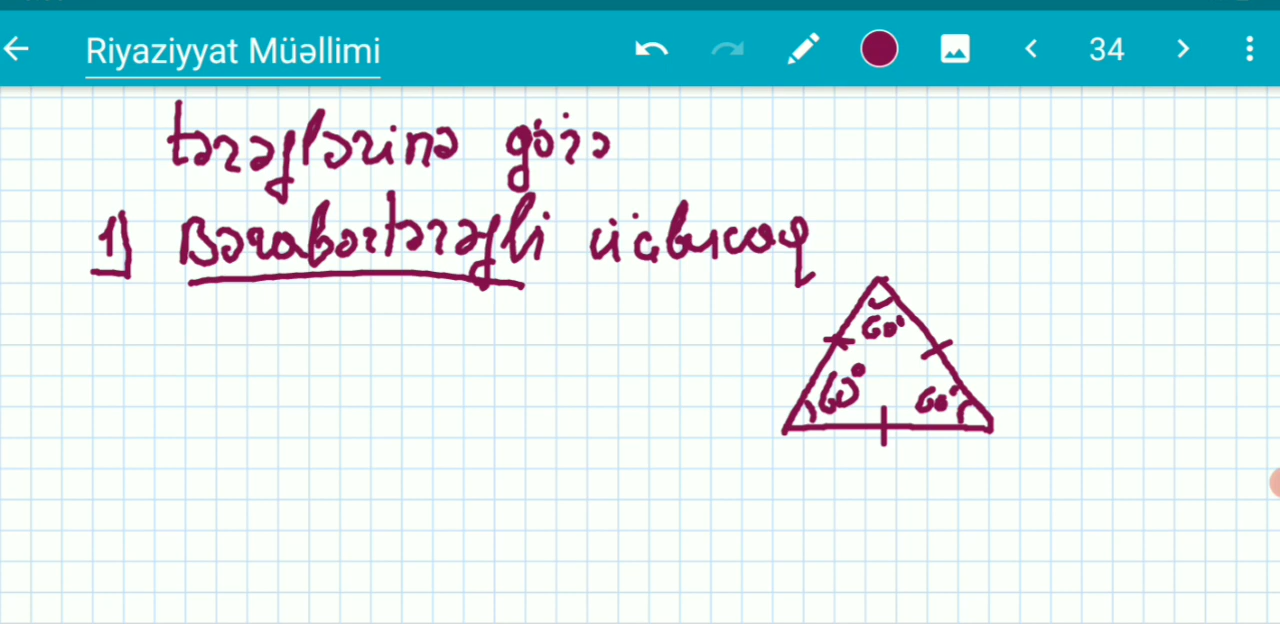 Riyaziyyat Müəllimi
34
tərəflərinə görə
1) Bərabərtərəfli üçbucaq
60°
60° 60°